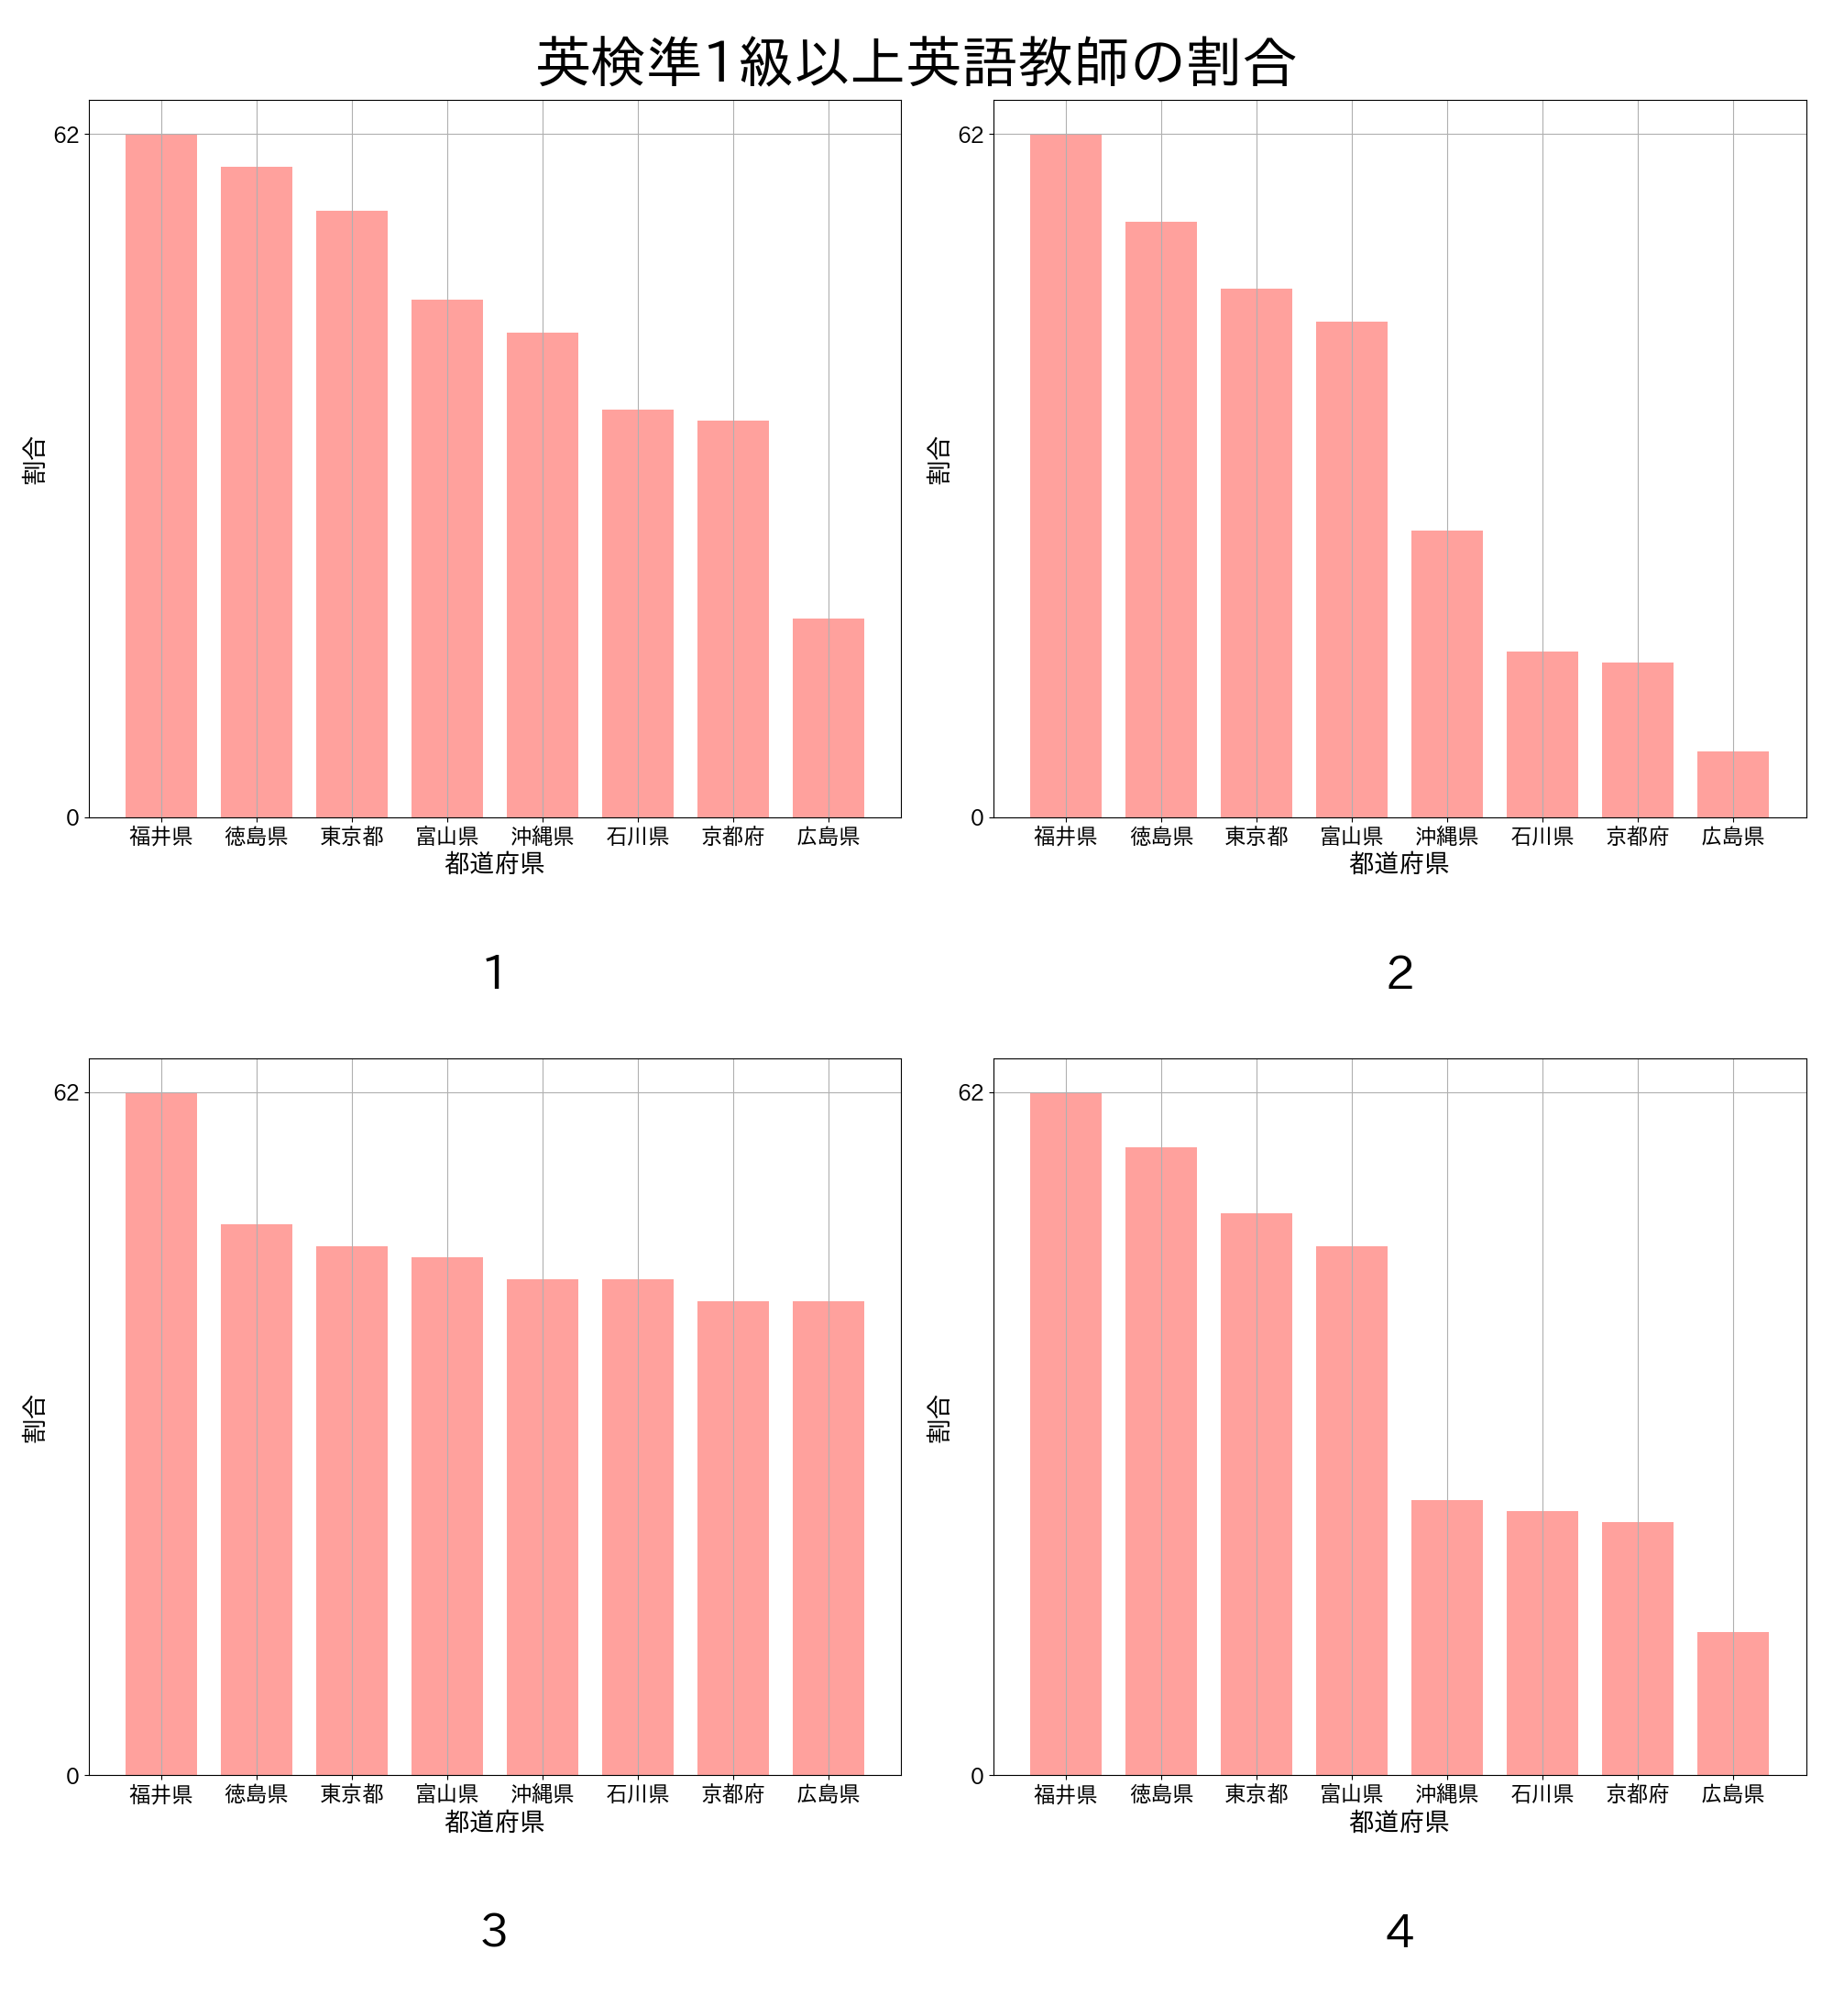 英検準1級以上英語教師の割合
62
0
割合
福井県 徳島県 東京都 富山県 沖縄県 石川県 京都府 広島県
都道府県
1
62
0
割合
福井県 徳島県 東京都 富山県 沖縄県 石川県 京都府 広島県
都道府県
2
62
0
割合
福井県 徳島県 東京都 富山県 沖縄県 石川県 京都府 広島県
都道府県
3
62
0
割合
福井県 徳島県 東京都 富山県 沖縄県 石川県 京都府 広島県
都道府県
4